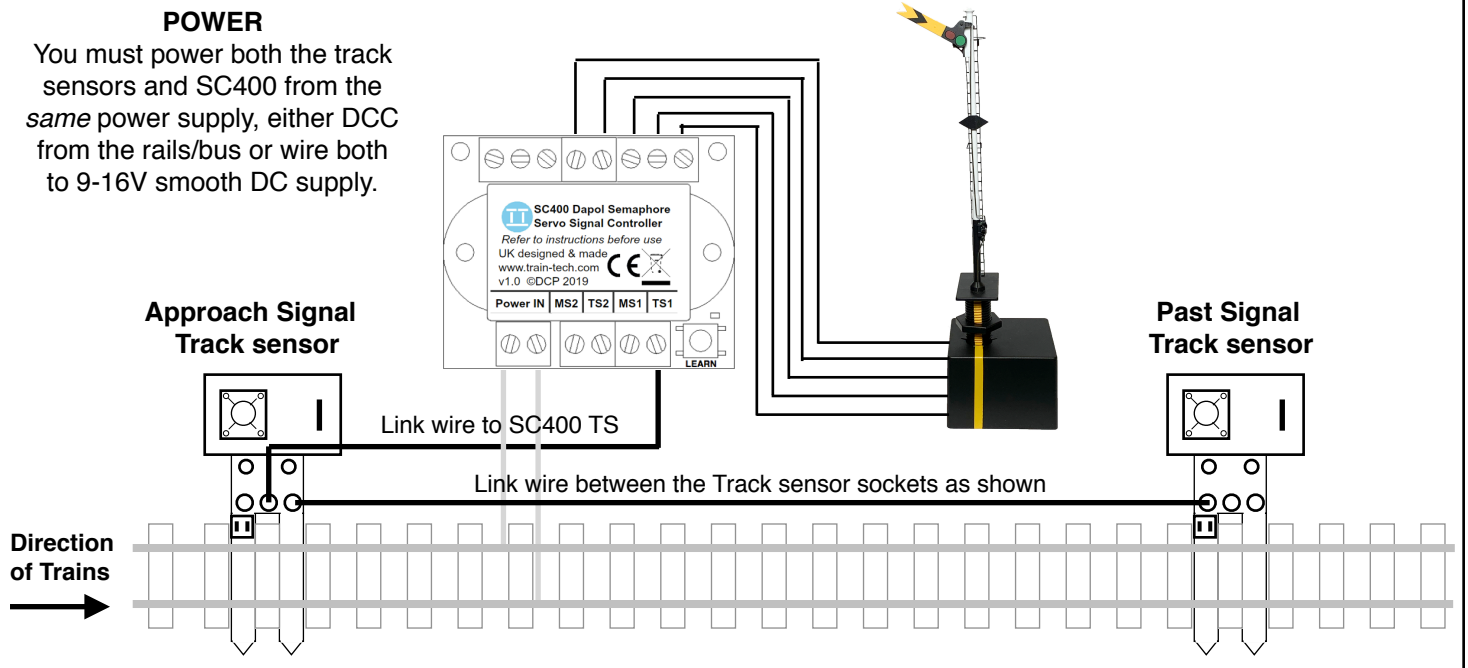 POWER
You must power both the track
sensors and SC400 from the
same power supply, either DCC
from the rails/bus or wire both
to 9-16V smooth DC supply.
TT
SC400 Dapol Semaphore
Servo Signal Controller
Refer to instructions before use
UK designed & made
www.train-tech.com
CE
v1.0 ©DCP 2019
Power IN MS2 TS2 MS1 TS1
LEARN
Approach Signal
Track sensor
Past Signal
Track sensor
Link wire to SC400 TS
Link wire between the Track sensor sockets as shown
Direction
of Trains